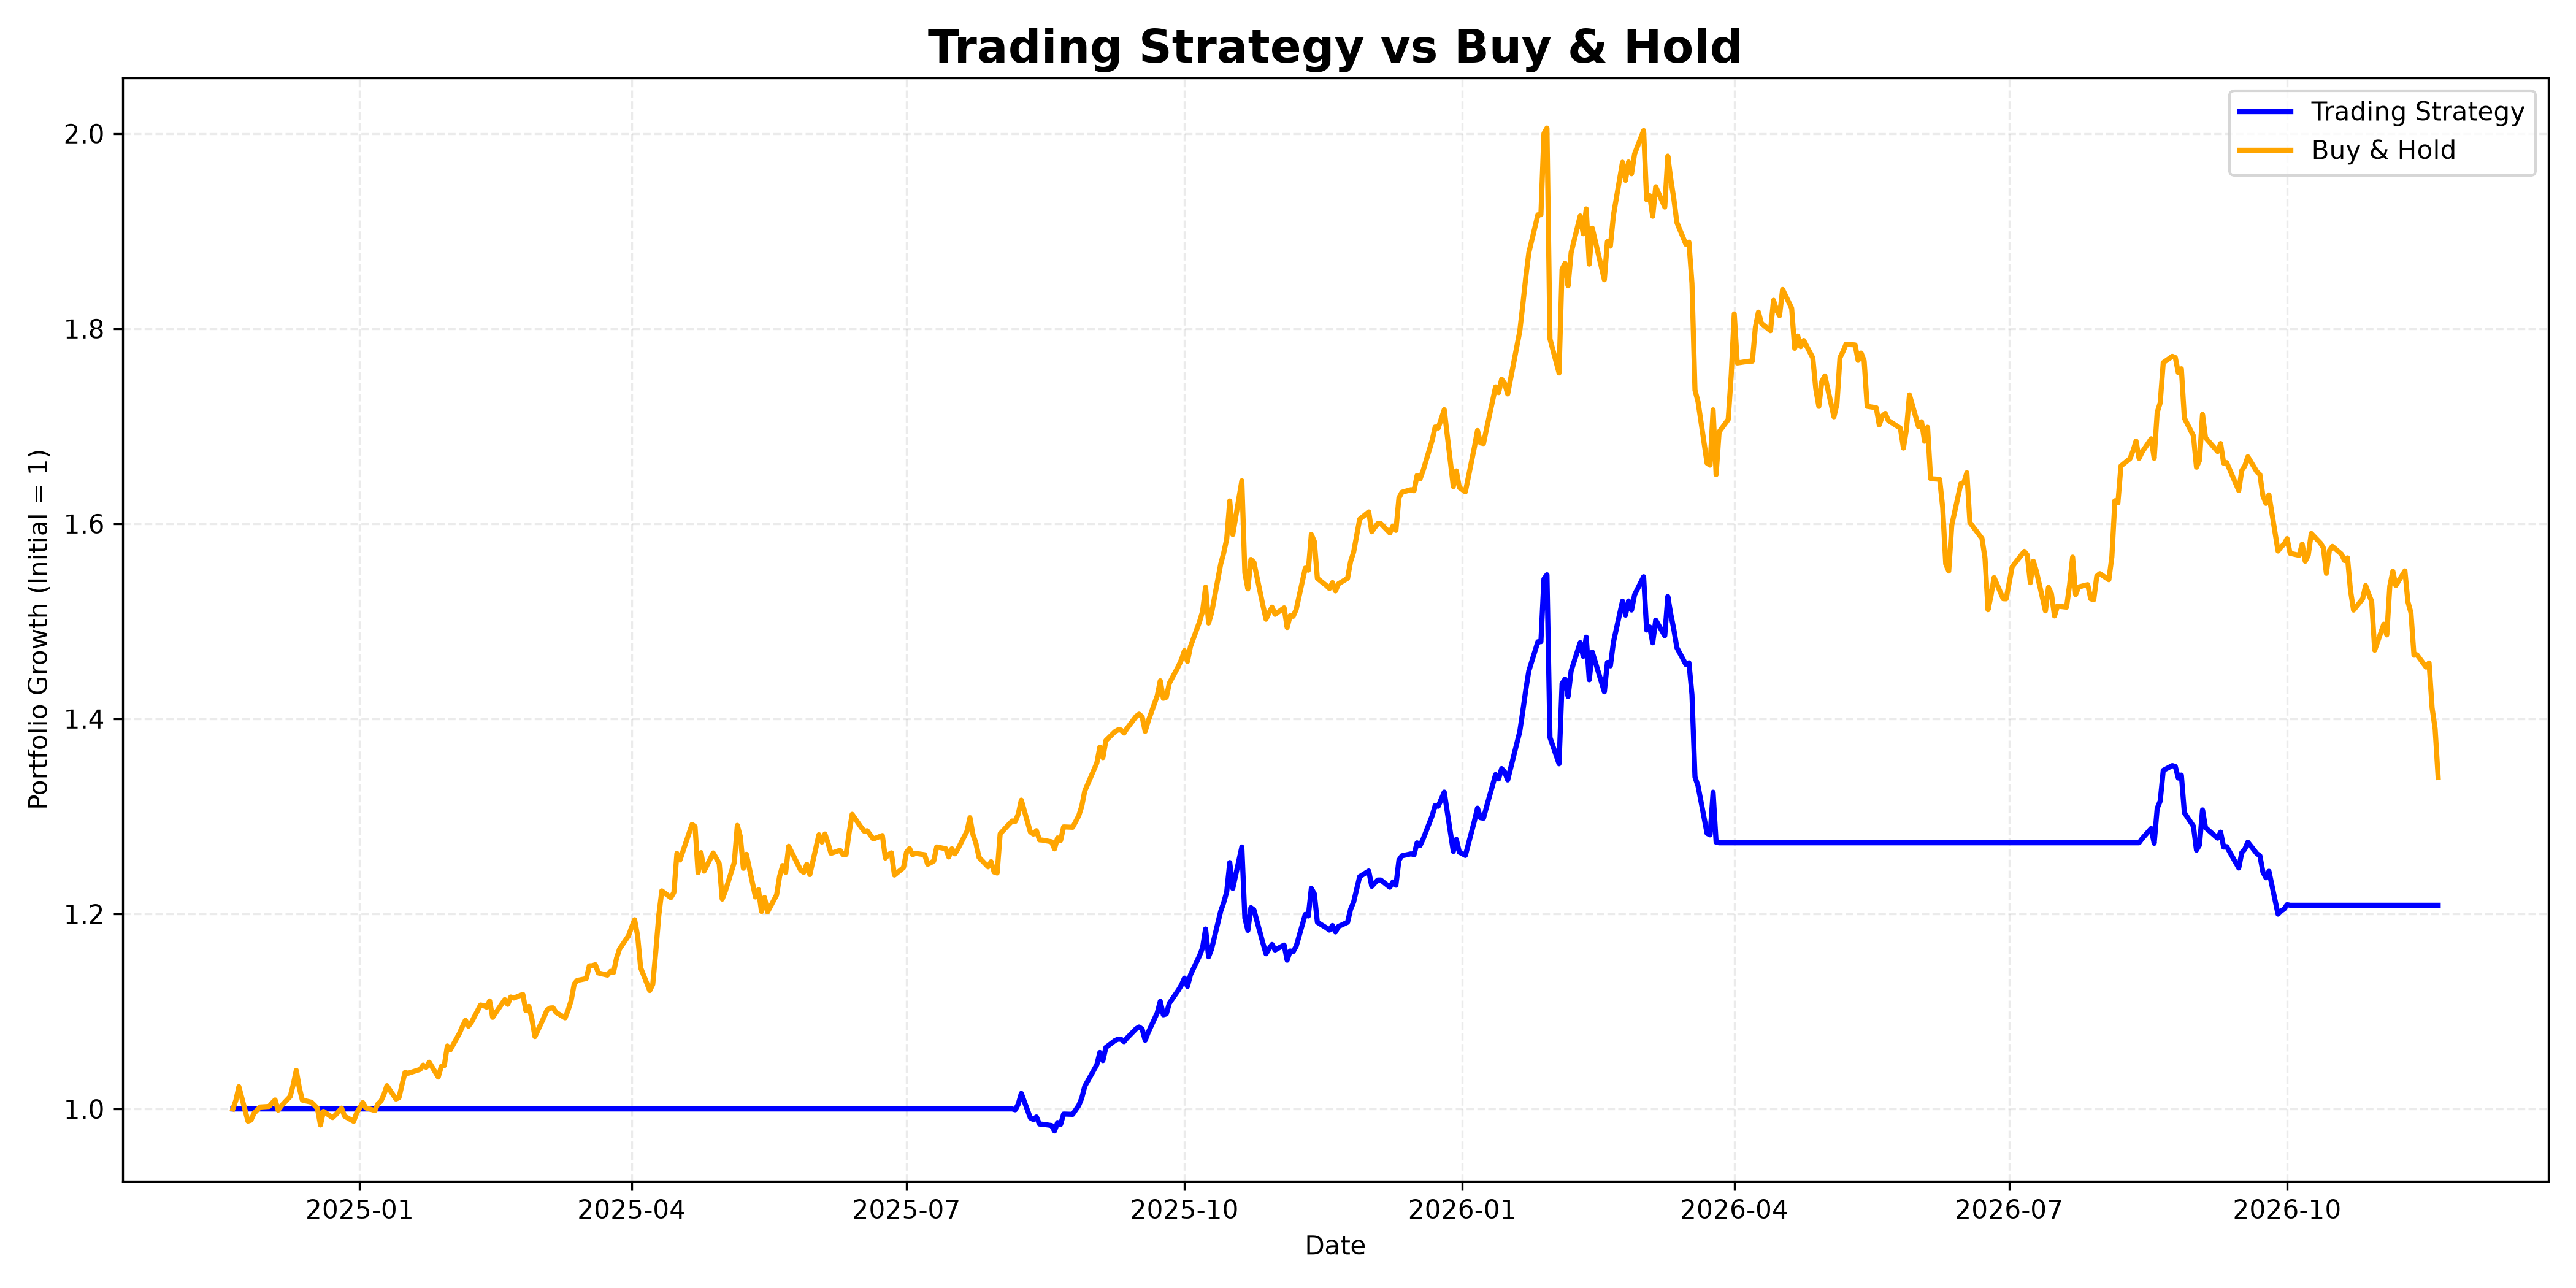 Trading Strategy vs Buy & Hold
Trading Strategy
Buy & Hold
Portfolio Growth (Initial = 1)
2.0
1.8
1.6
1.4
1.2
1.0
2025-01
2025-04
2025-07
2025-10
2026-01
2026-04
2026-07
2026-10
Date